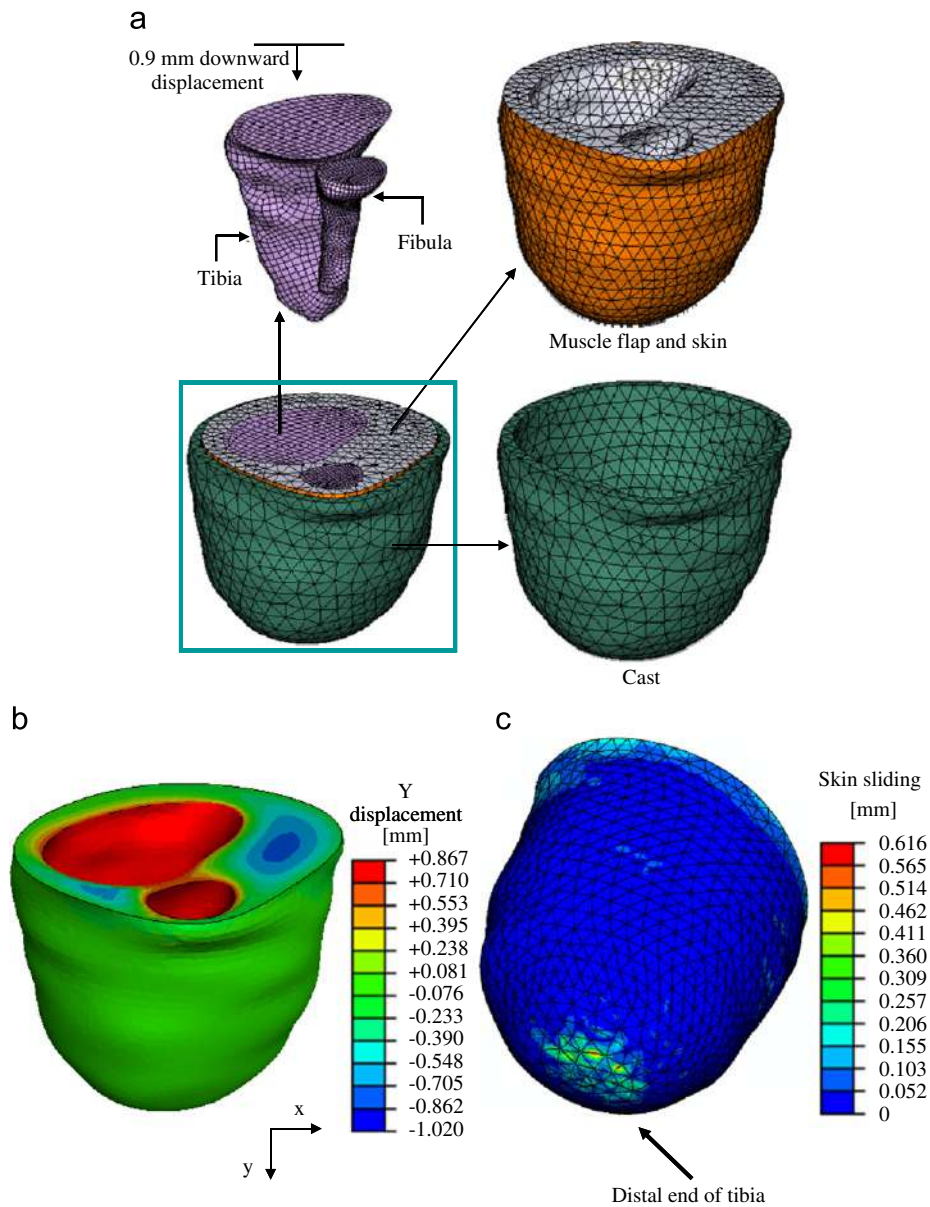 a
0.9 mm downward
displacement
Fibula
Tibia
Muscle flap and skin
Cast
b
Y
displacement
[mm]
+0.867
+0.710
+0.553
+0.395
+0.238
+0.081
-0.076
-0.233
-0.390
-0.548
-0.705
-0.862
-1.020
x
y
c
Skin sliding
[mm]
0.616
0.565
0.514
0.462
0.411
0.360
0.309
0.257
0.206
0.155
0.103
0.052
0
Distal end of tibia